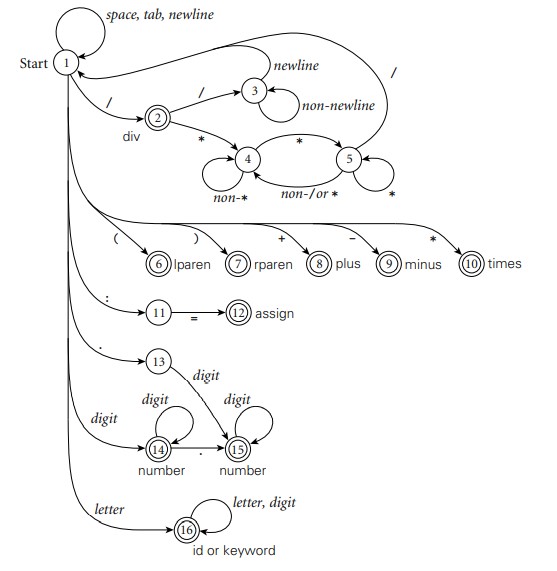 space, tab, newline
Start 1
/
newline
/
3
/
non-newline
2
div
*
*
4
5
non-*
non-/or *
*
(
)
+
−
*
6 lparen
7 rparen
8 plus
9 minus
10 times
:
11
=
12 assign
.
13
digit
digit
digit
digit
14
.
15
number
number
letter
letter, digit
16
id or keyword